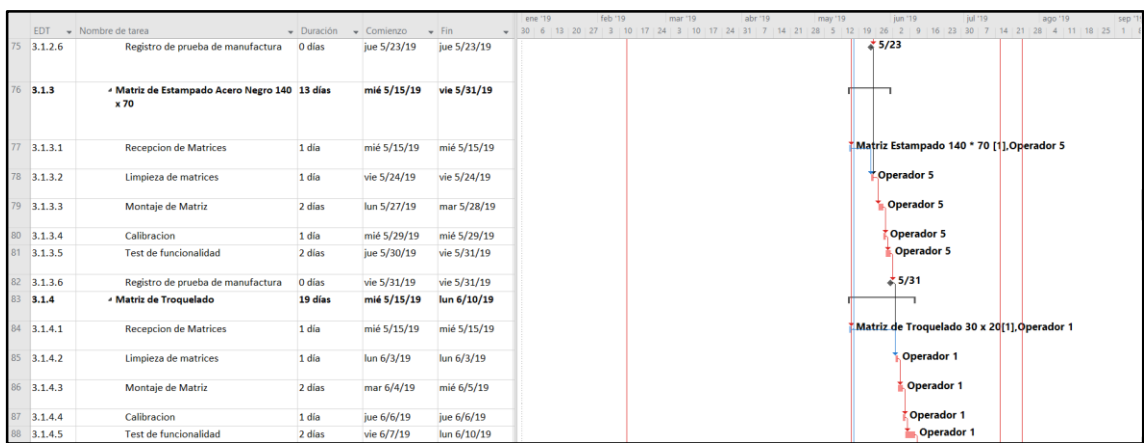 ene '19 feb '19 mar '19 abr '19 may '19 jun '19 jul '19 ago '19 sep '19
EDT Nombre de tarea Duración Comienzo Fin 30 6 13 20 27 3 10 17 24 3 10 17 24 31 7 14 21 28 5 12 19 26 2 9 16 23 30 7 14 21 28 4 11 18 25 1
75 3.1.2.6 Registro de prueba de manufactura 0 días jue 5/23/19 jue 5/23/19 5/23
76 3.1.3 Matriz de Estampado Acero Negro 140 13 días mié 5/15/19 vie 5/31/19
x 70
77 3.1.3.1 Recepcion de Matrices 1 día mié 5/15/19 mié 5/15/19 Matriz Estampado 140 * 70 [1],Operador 5
78 3.1.3.2 Limpieza de matrices 1 día vie 5/24/19 vie 5/24/19 Operador 5
79 3.1.3.3 Montaje de Matriz 2 días lun 5/27/19 mar 5/28/19 Operador 5
80 3.1.3.4 Calibracion 1 día mié 5/29/19 mié 5/29/19 Operador 5
81 3.1.3.5 Test de funcionalidad 2 días jue 5/30/19 vie 5/31/19 Operador 5
82 3.1.3.6 Registro de prueba de manufactura 0 días vie 5/31/19 vie 5/31/19 5/31
83 3.1.4 Matriz de Troquelado 19 días mié 5/15/19 lun 6/10/19
84 3.1.4.1 Recepcion de Matrices 1 día mié 5/15/19 mié 5/15/19 Matriz de Troquelado 30 x 20[1],Operador 1
85 3.1.4.2 Limpieza de matrices 1 día lun 6/3/19 lun 6/3/19 Operador 1
86 3.1.4.3 Montaje de Matriz 2 días mar 6/4/19 mié 6/5/19 Operador 1
87 3.1.4.4 Calibracion 1 día jue 6/6/19 jue 6/6/19 Operador 1
88 3.1.4.5 Test de funcionalidad 2 días vie 6/7/19 lun 6/10/19 Operador 1